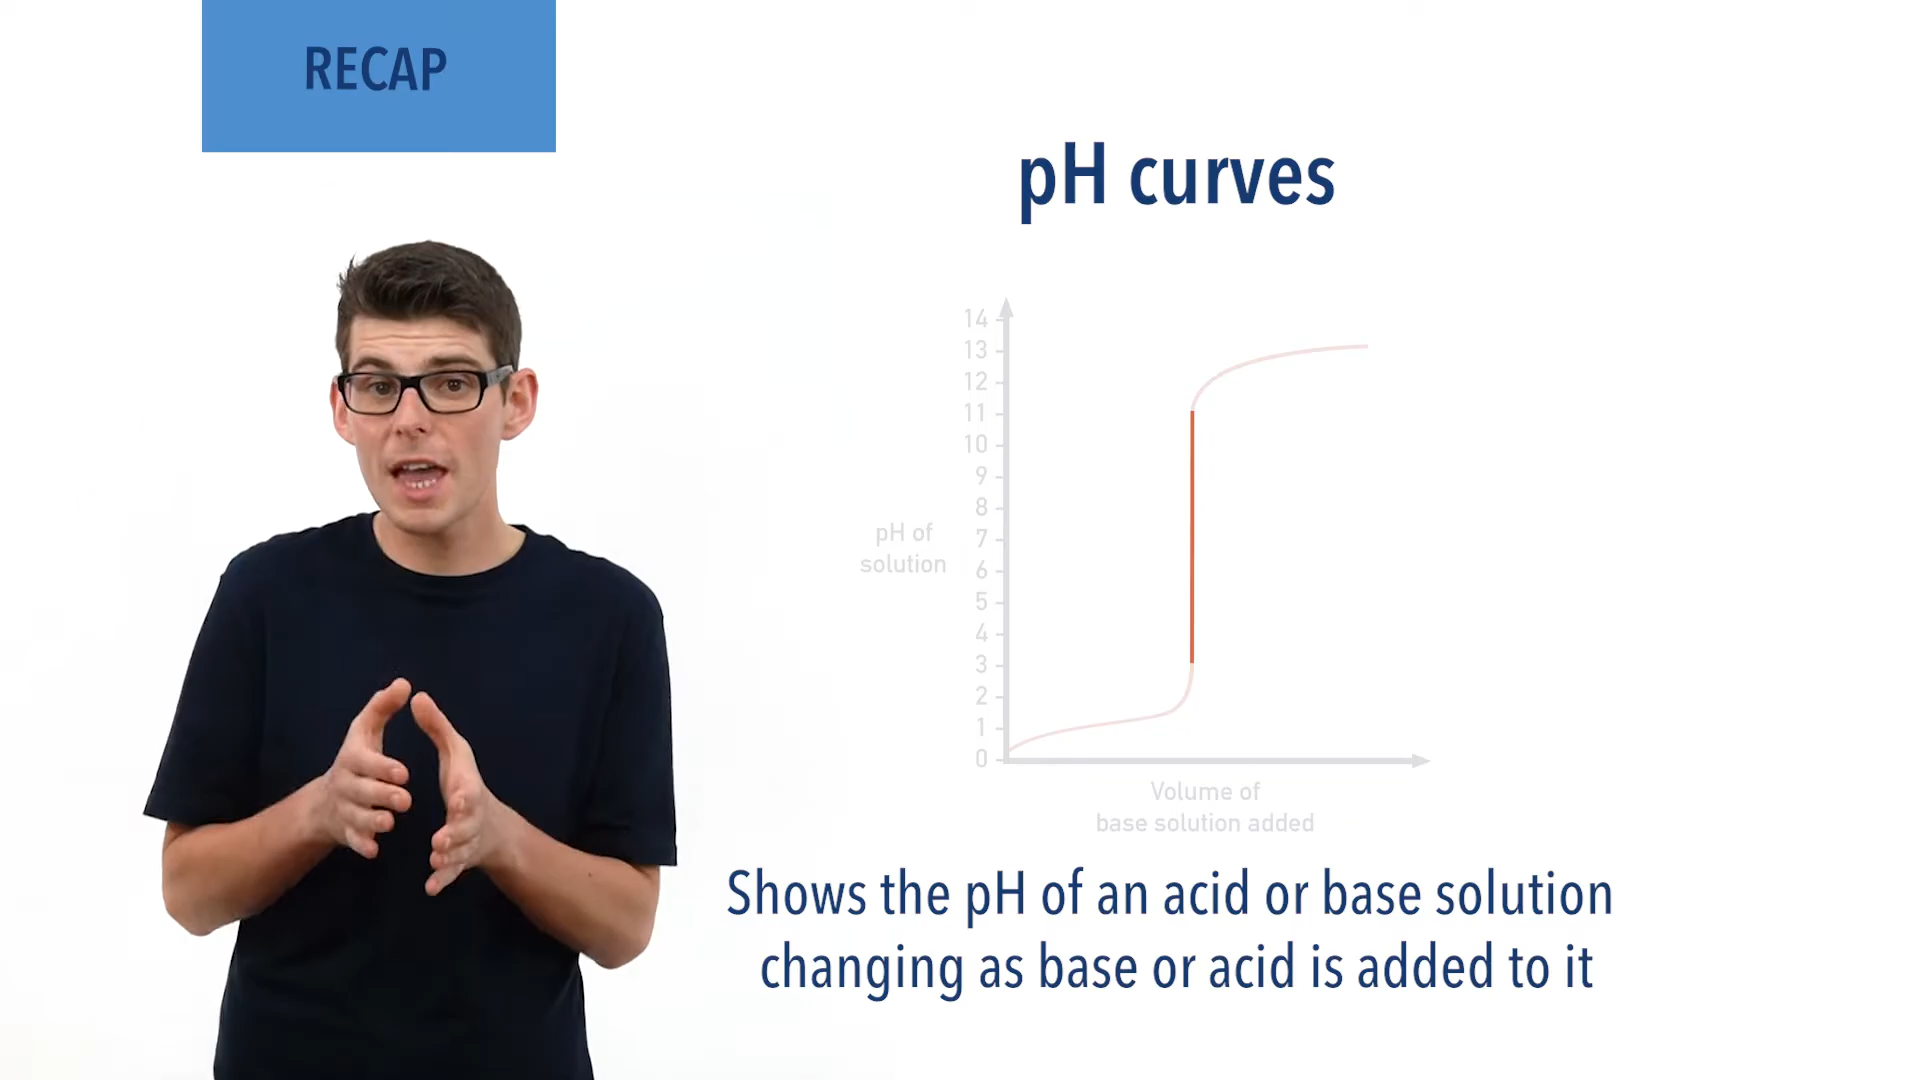 RECAP
pH curves
14
13
12
11
10
9
8
7
6
5
4
3
2
1
0
pH of
solution
Volume of
base solution added
Shows the pH of an acid or base solution
changing as base or acid is added to it